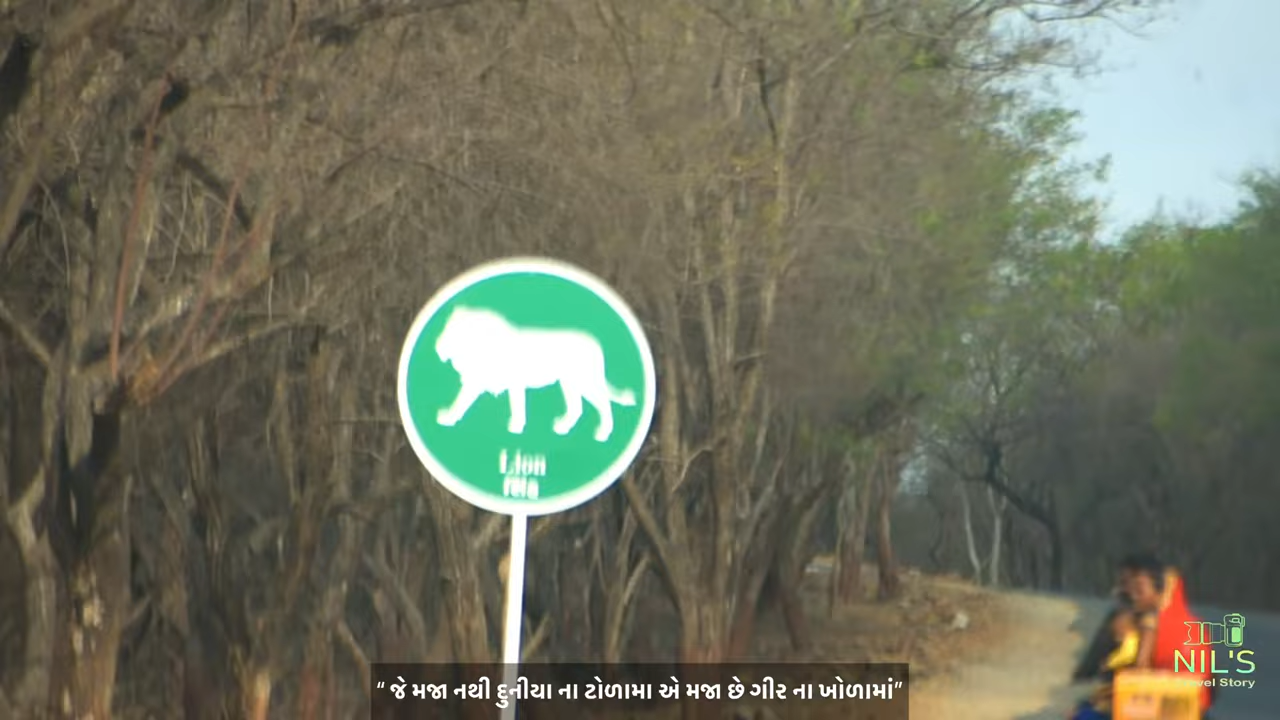 Lion
સિંહ
“ જે મજા નથી દુનીયા ના ટોળામા એ મજા છે ગીર ના ખોળામાં”
NIL'S
Travel Story